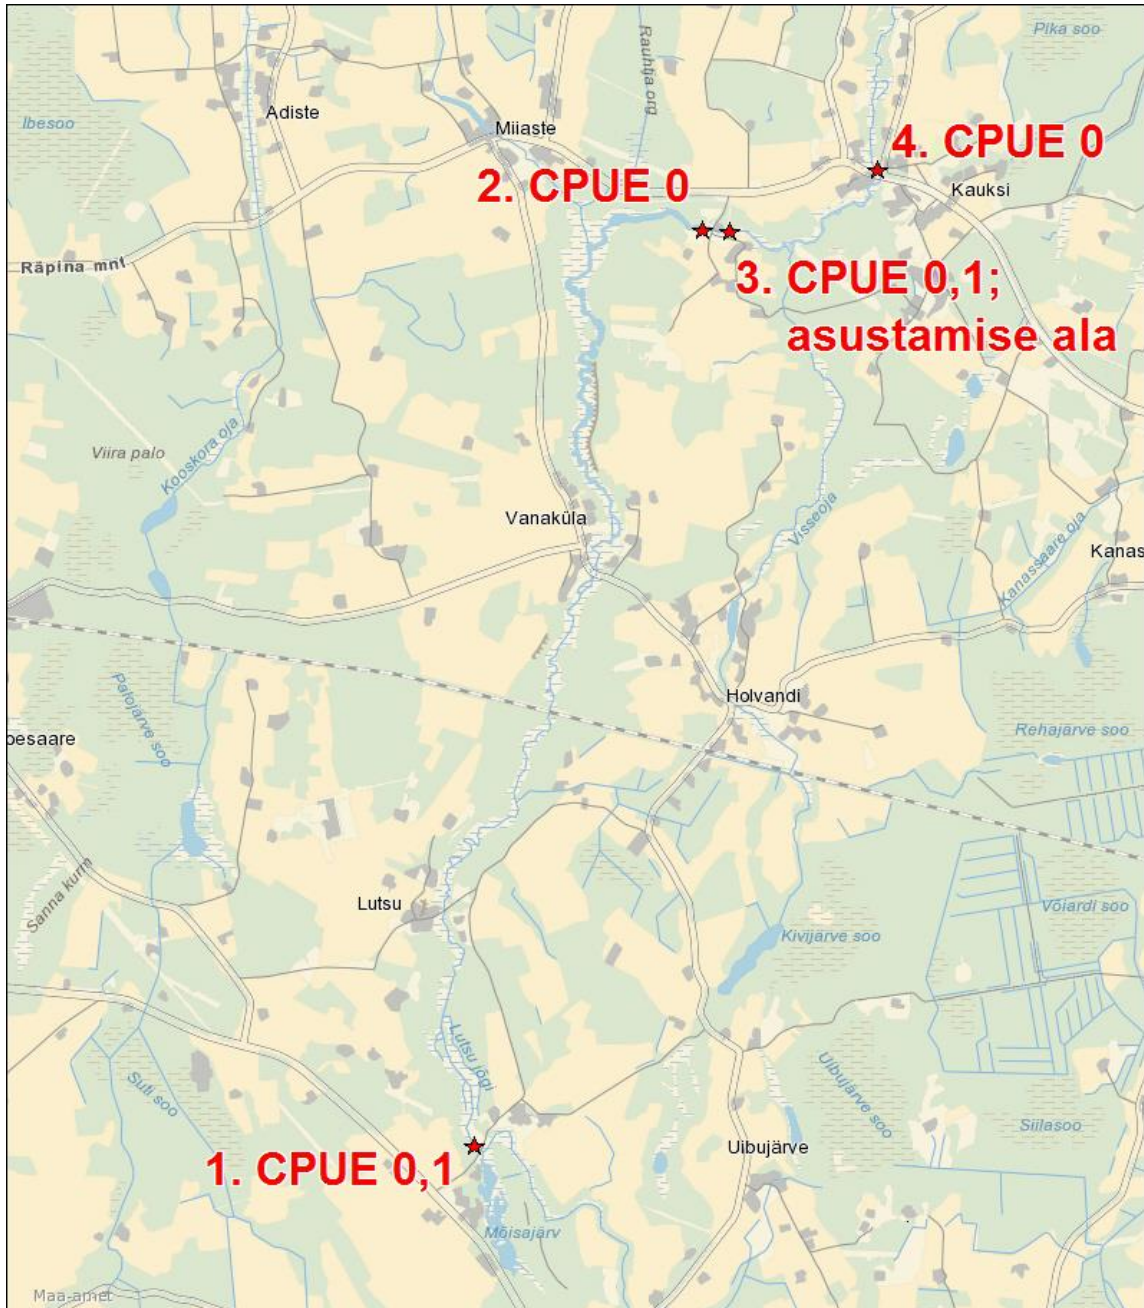 Pika soo
Rauhtja org
Ibesoo
Adiste
Miiaste
4. CPUE 0
2. CPUE 0
Kauksi
Räpina mnt
3. CPUE 0,1;
asustamise ala
Viira palo
Kooskora oja
Vanaküla
Visseoja
Kanassaare oja
Kanas
Palojärve soo
Holvandi
oesaare
Rehajärve soo
Sanna kurm
Lutsu
Võiardi soo
Kivijärve soo
Lutsu jõgi
Suti soo
Uibujärve soo
Siilasoo
1. CPUE 0,1
Uibujärve
Mõisajärv
Maa-amet